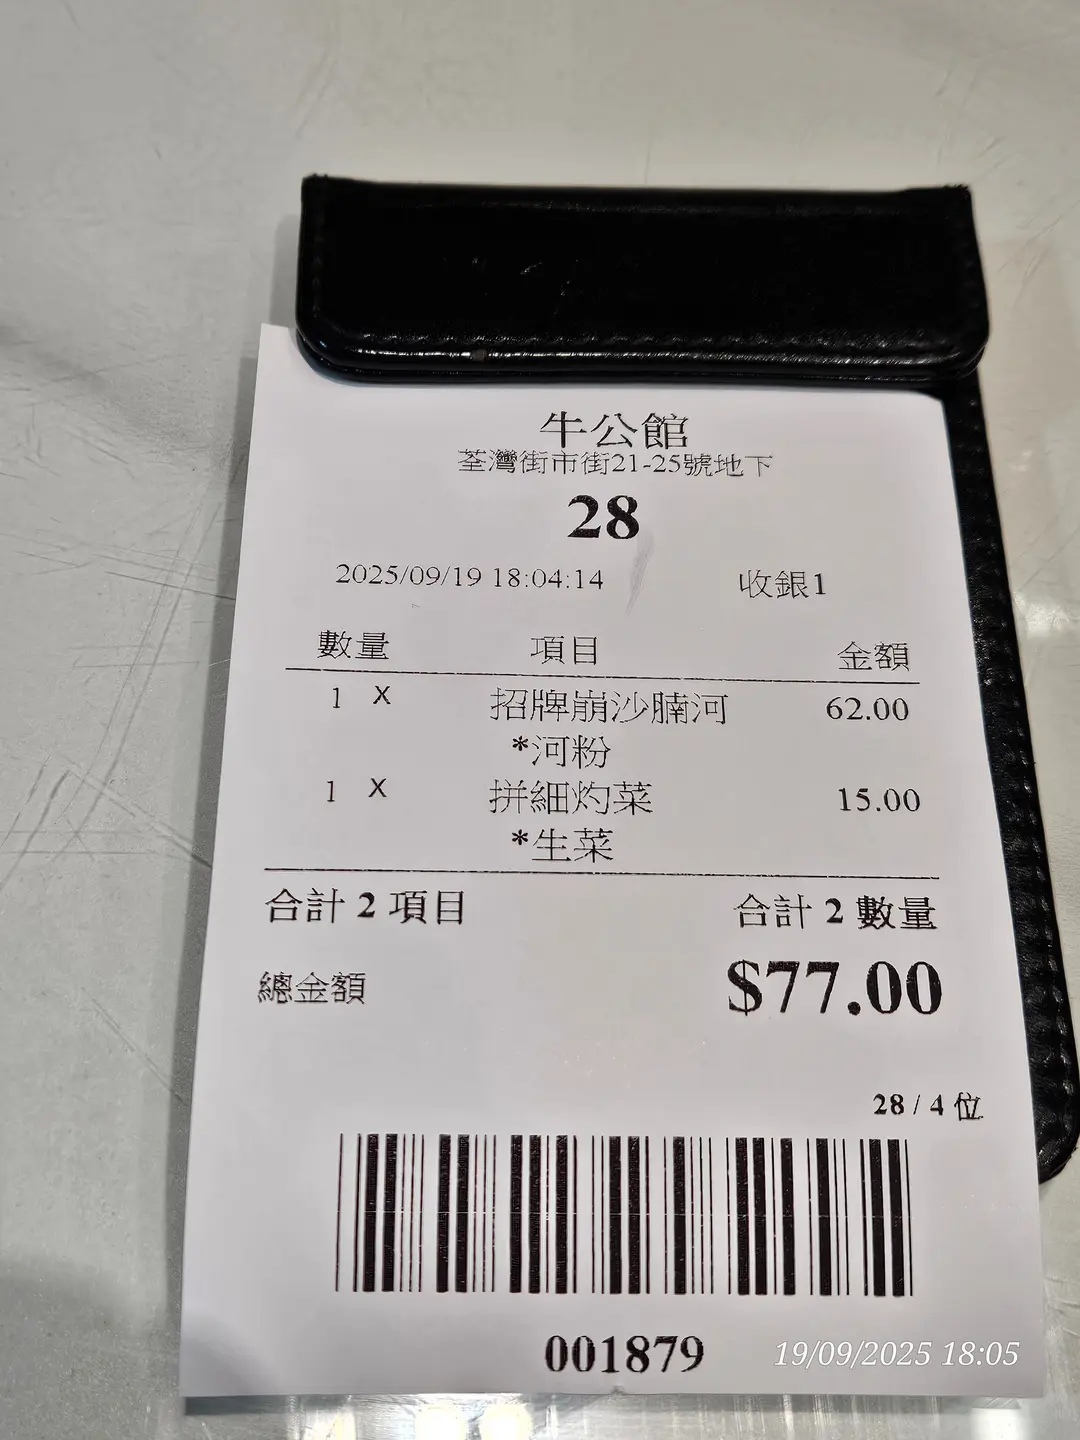 牛公館
荃灣街市街21-25號地下
28
2025/09/19 18:04:14 收銀1
數量 項目 金額
1 X 招牌崩沙腩河 62.00
*河粉
1 X 拼細灼菜 15.00
*生菜
合計 2 項目 合計 2 數量
總金額 $77.00
28 / 4 位
001879
19/09/2025 18:05